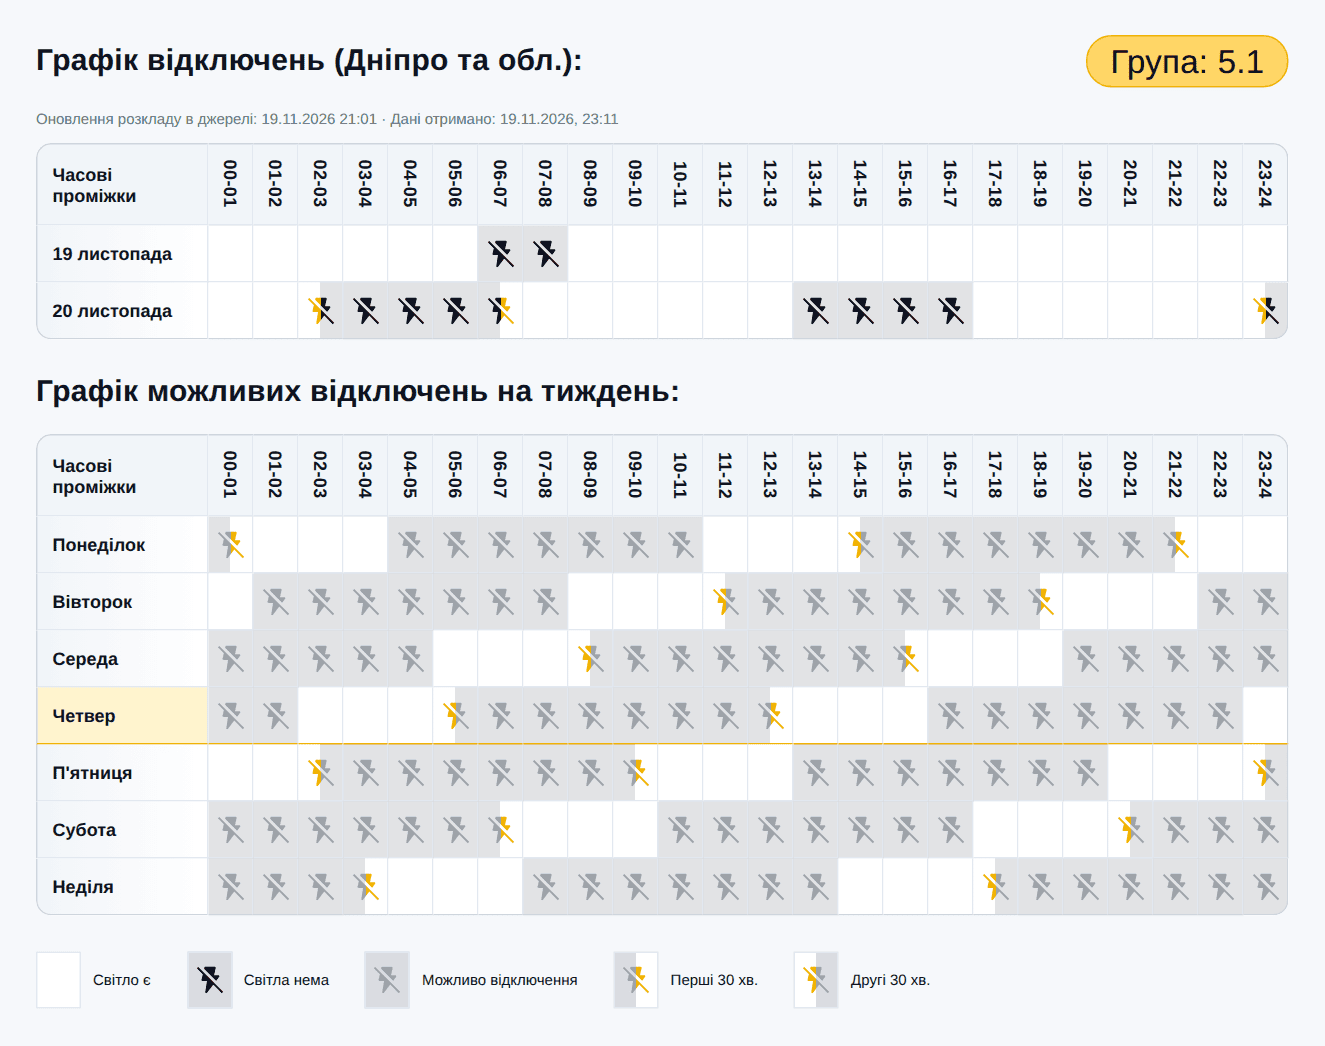 Графік відключень (Дніпро та обл.):
Група: 5.1
Оновлення розкладу в джерелі: 19.11.2026 21:01 · Дані отримано: 19.11.2026, 23:11
Часові проміжки 00-01 01-02 02-03 03-04 04-05 05-06 06-07 07-08 08-09 09-10 10-11 11-12 12-13 13-14 14-15 15-16 16-17 17-18 18-19 19-20 20-21 21-22 22-23 23-24
19 листопада
20 листопада
Графік можливих відключень на тиждень:
Часові проміжки 00-01 01-02 02-03 03-04 04-05 05-06 06-07 07-08 08-09 09-10 10-11 11-12 12-13 13-14 14-15 15-16 16-17 17-18 18-19 19-20 20-21 21-22 22-23 23-24
Понеділок
Вівторок
Середа
Четвер
П'ятниця
Субота
Неділя
Світло є
Світла нема
Можливо відключення
Перші 30 хв.
Другі 30 хв.